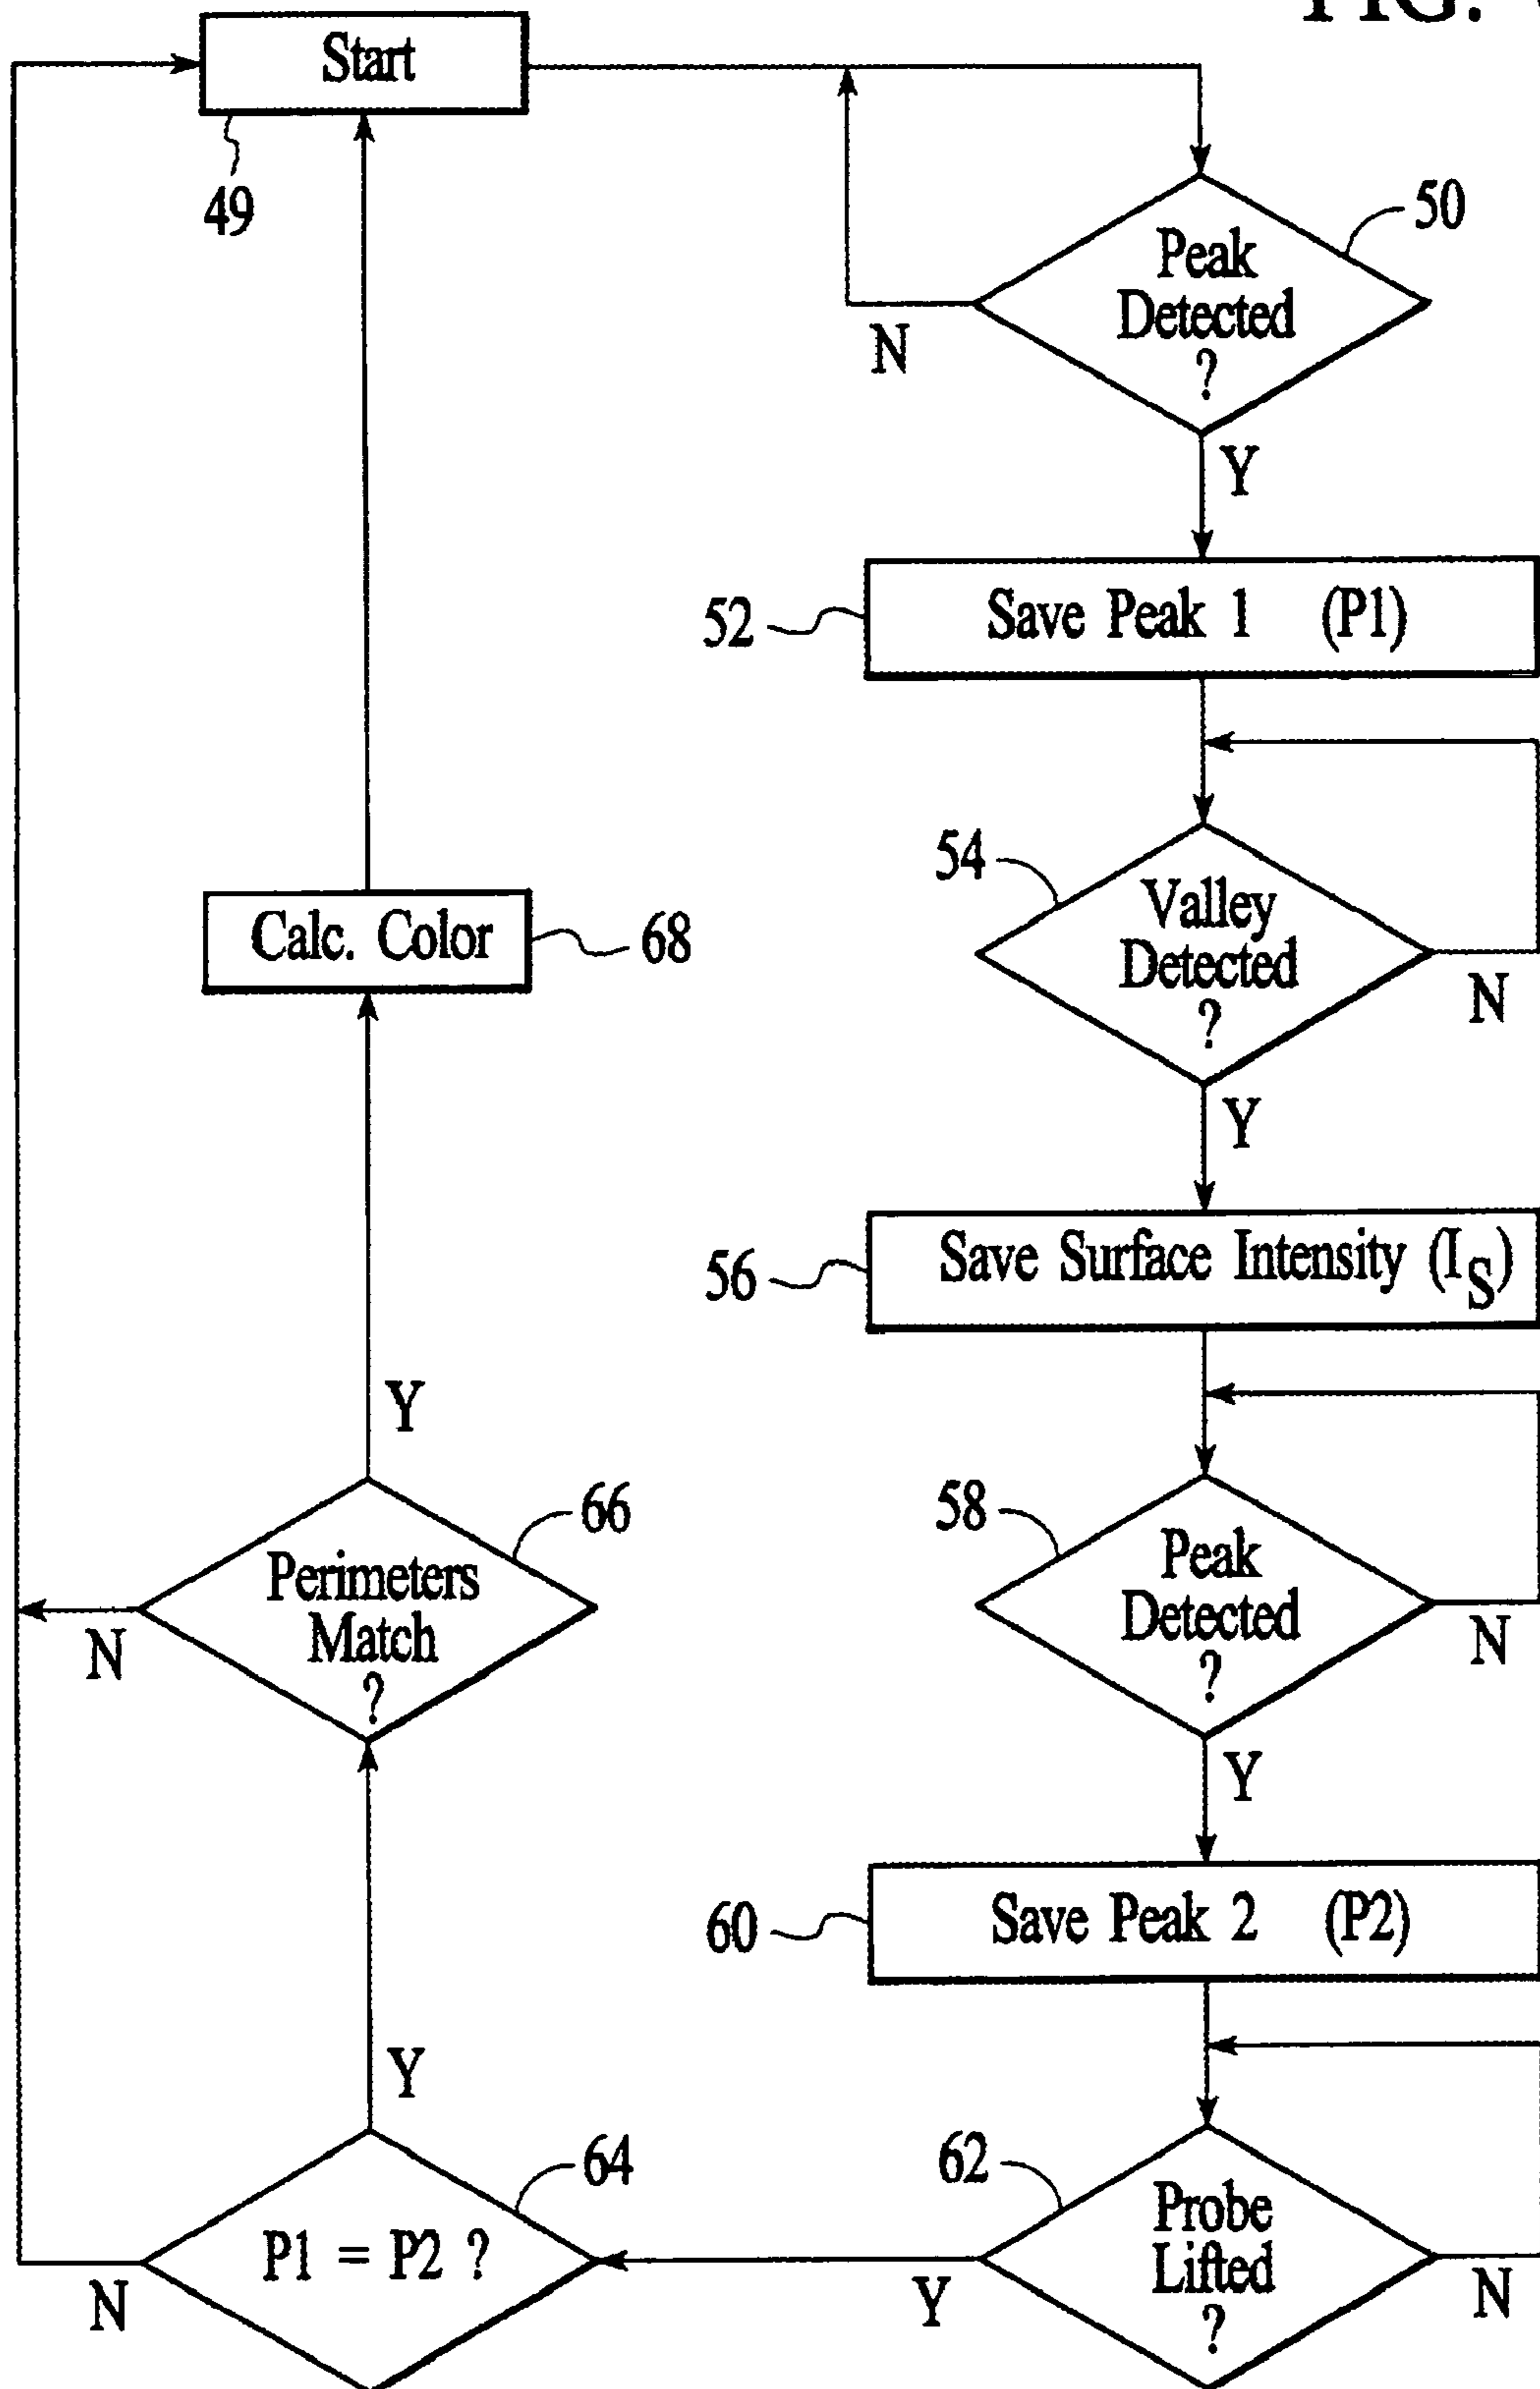 FIG.
Start
49
50
Peak
Detected
?
N
Y
52
Save Peak 1 (P1)
54
Valley
Detected
?
N
Y
Calc. Color
68
56
Save Surface Intensity (I_S)
58
Peak
Detected
?
N
Y
60
Save Peak 2 (P2)
62
Probe
Lifted
?
N
Y
64
P1 = P2 ?
N
Y
66
Perimeters
Match
?
N
Y